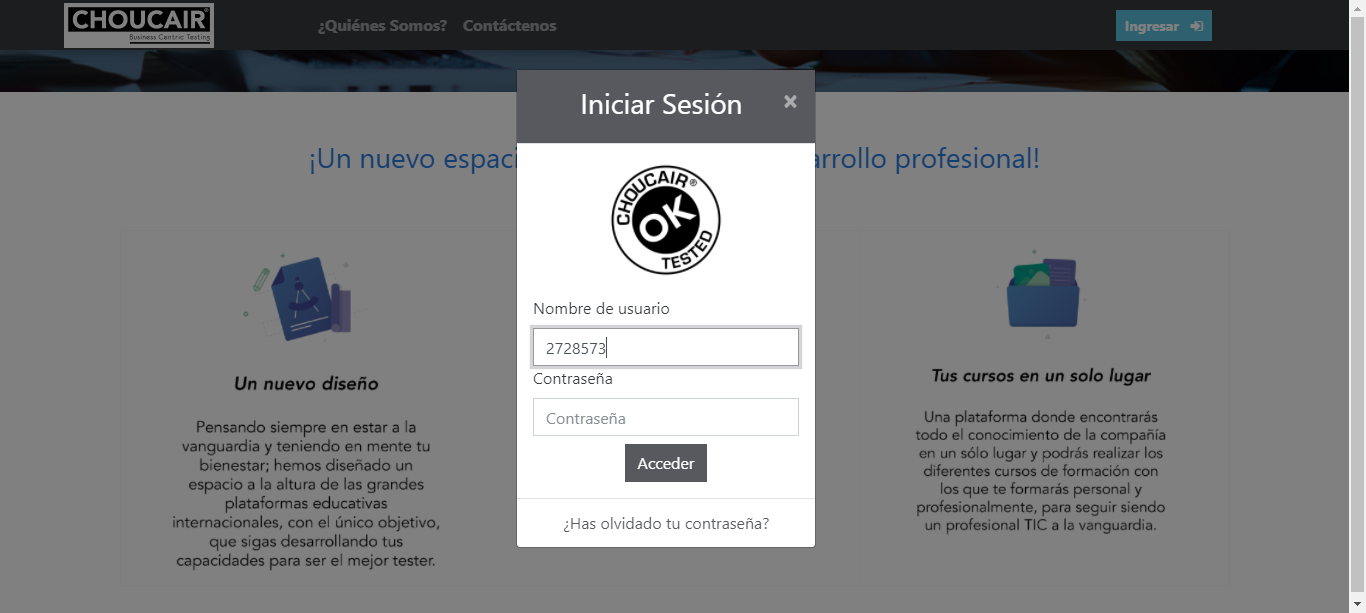 CHOUCAIR®
Business Centric Testing
¿Quiénes Somos? Contáctenos
Ingresar
Iniciar Sesión ×
¡Un nuevo espaci
arrollo profesional!
CHOUCAIR®
OK
TESTED
Nombre de usuario
2728573
Contraseña
Contraseña
Acceder
¿Has olvidado tu contraseña?
Un nuevo diseño
Pensando siempre en estar a la
vanguardia y teniendo en mente tu
bienestar; hemos diseñado un
espacio a la altura de las grandes
plataformas educativas
internacionales, con el único objetivo,
que sigas desarrollando tus
capacidades para ser el mejor tester.
Tus cursos en un solo lugar
Una plataforma donde encontrarás
todo el conocimiento de la compañía
en un sólo lugar y podrás realizar los
diferentes cursos de formación con
los que te formarás personal y
profesionalmente, para seguir siendo
un profesional TIC a la vanguardia.